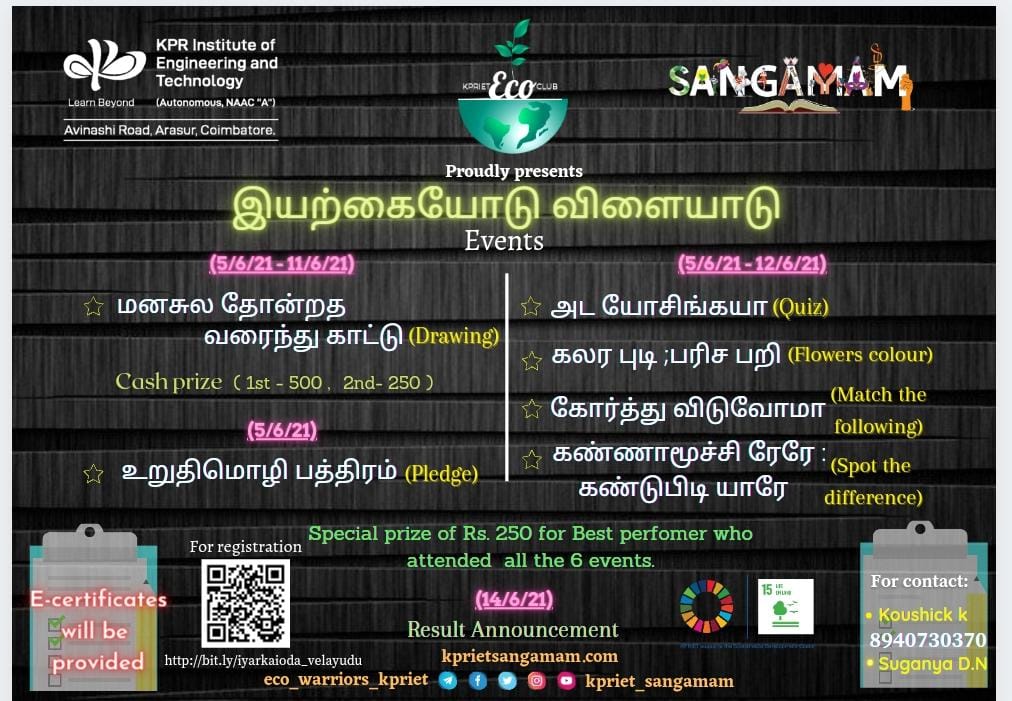 KPR Institute of
Engineering and
Technology
Learn Beyond
(Autonomous, NAAC "A")
Avinashi Road, Arasur, Coimbatore.
KPRIET Eco CLUB
SANGAMAM
Proudly presents
இயற்கையோடு விளையாடு
Events
(5/6/21 - 11/6/21)
மனசுல தோன்றத
வரைந்து காட்டு (Drawing)
Cash prize ( 1st - 500 , 2nd- 250 )
(5/6/21)
உறுதிமொழி பத்திரம் (Pledge)
(5/6/21 - 12/6/21)
அட யோசிங்கயா (Quiz)
கலர புடி ;பரிச பறி (Flowers colour)
கோர்த்து விடுவோமா (Match the
following)
கண்ணாமூச்சி ரேரே :
கண்டுபிடி யாரே
(Spot the
difference)
Special prize of Rs. 250 for Best perfomer who
attended all the 6 events.
E-certificates
will be
provided
For registration
http://bit.ly/iyarkaioda_velayudu
(14/6/21)
Result Announcement
kprietsangamam.com
eco_warriors_kpriet
kpriet_sangamam
15 LIFE
ON LAND
For contact:
• Koushick k
8940730370
• Suganya D.N